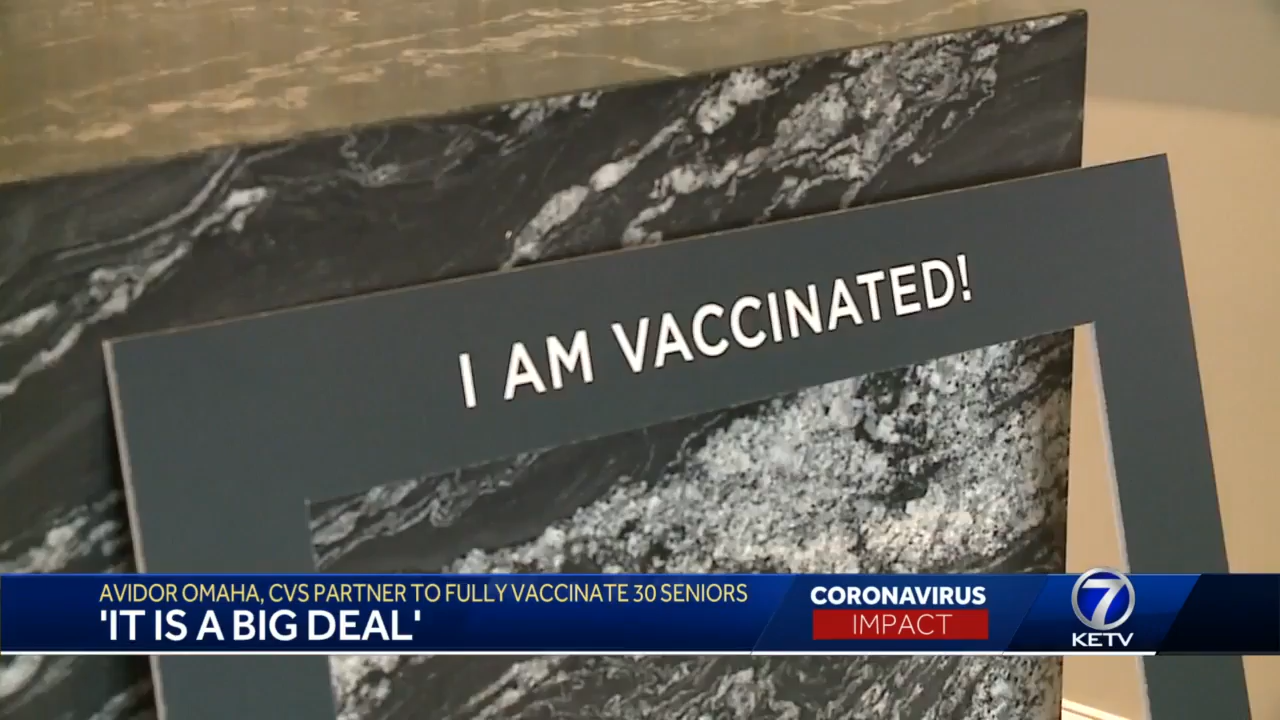 I AM VACCINATED!
AVIDOR OMAHA, CVS PARTNER TO FULLY VACCINATE 30 SENIORS
'IT IS A BIG DEAL'
CORONAVIRUS
IMPACT
7
KETV